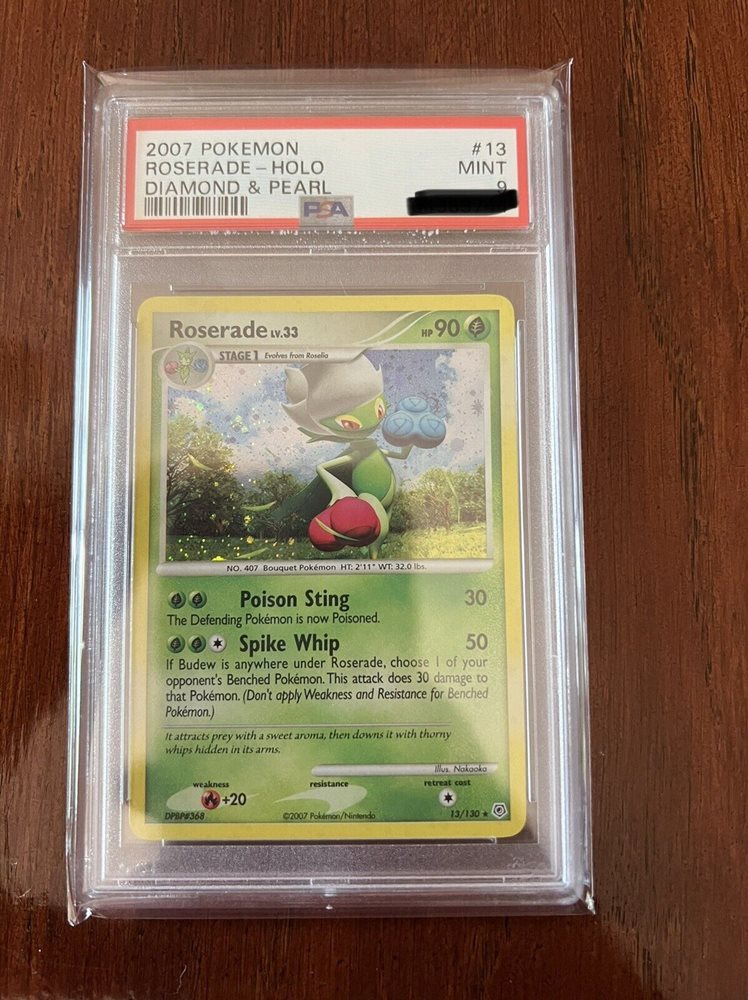 2007 POKEMON #13
ROSERADE - HOLO MINT
DIAMOND & PEARL 9
PSA
Roserade LV.33 HP 90
STAGE 1 Evolves from Roselia
NO. 407 Bouquet Pokémon HT: 2'11" WT: 32.0 lbs.
Poison Sting 30
The Defending Pokémon is now Poisoned.
Spike Whip 50
If Budew is anywhere under Roserade, choose 1 of your
opponent's Benched Pokémon. This attack does 30 damage to
that Pokémon. (Don't apply Weakness and Resistance for Benched
Pokémon.)
It attracts prey with a sweet aroma, then downs it with thorny
whips hidden in its arms.
Illus. Nakaoka
weakness resistance retreat cost
+20
DPBP#368 ©2007 Pokémon/Nintendo 13/130 ★